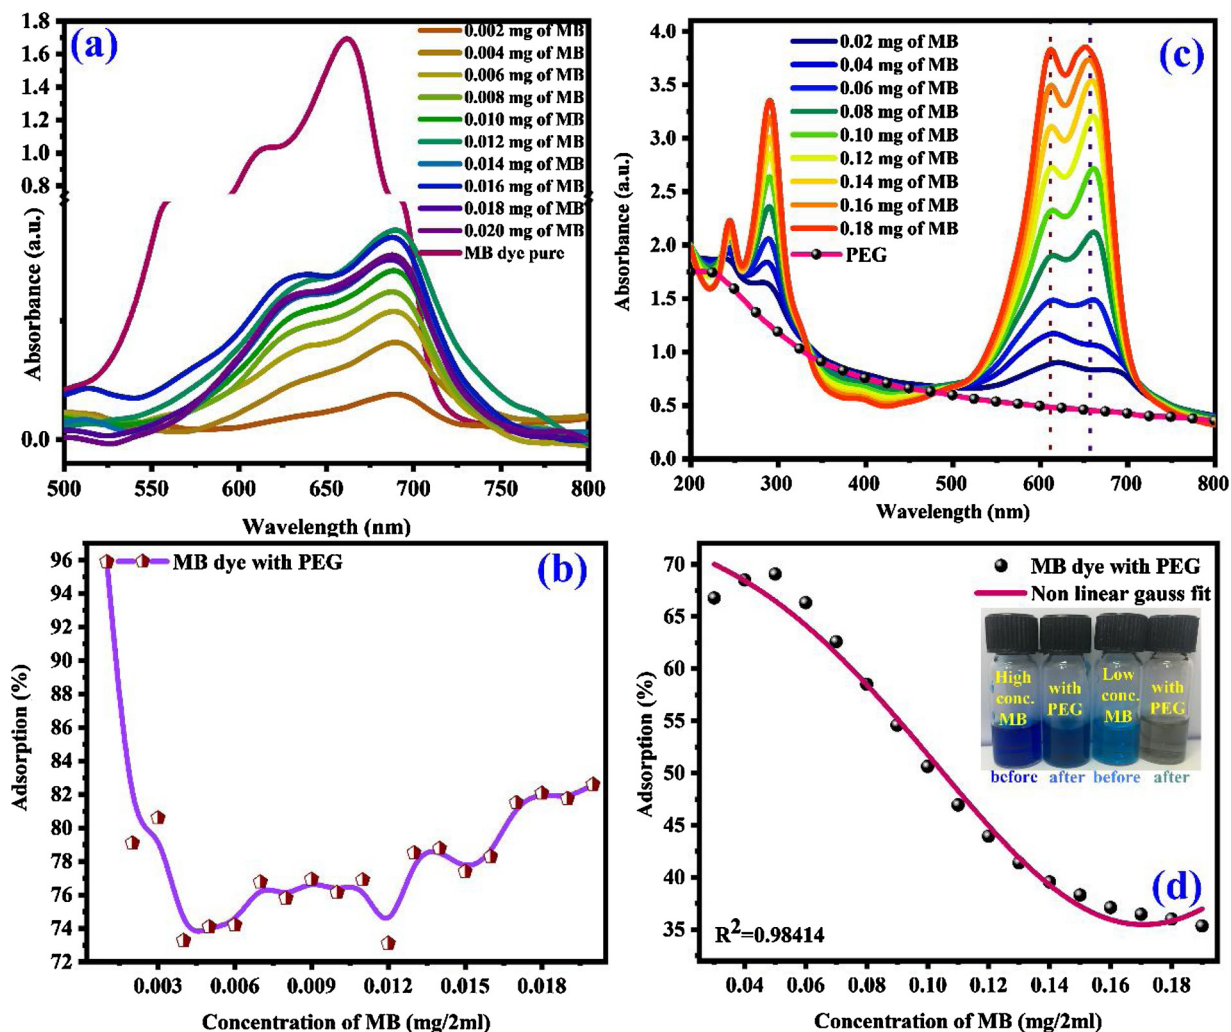 (a)
1.8
1.6
1.4
1.2
1.0
0.8
0.0
Absorbance (a.u.)
0.002 mg of MB
0.004 mg of MB
0.006 mg of MB
0.008 mg of MB
0.010 mg of MB
0.012 mg of MB
0.014 mg of MB
0.016 mg of MB
0.018 mg of MB
0.020 mg of MB
MB dye pure
500 550 600 650 700 750 800
Wavelength (nm)
(c)
4.0
3.5
3.0
2.5
2.0
1.5
1.0
0.5
0.0
Absorbance (a.u.)
0.02 mg of MB
0.04 mg of MB
0.06 mg of MB
0.08 mg of MB
0.10 mg of MB
0.12 mg of MB
0.14 mg of MB
0.16 mg of MB
0.18 mg of MB
PEG
200 300 400 500 600 700 800
Wavelength (nm)
(b)
MB dye with PEG
96
94
92
90
88
86
84
82
80
78
76
74
72
Adsorption (%)
0.003 0.006 0.009 0.012 0.015 0.018
Concentration of MB (mg/2ml)
(d)
MB dye with PEG
Non linear gauss fit
70
65
60
55
50
45
40
35
Adsorption (%)
High conc. MB
with PEG
Low conc. MB
with PEG
before after before after
R²=0.98414
0.04 0.06 0.08 0.10 0.12 0.14 0.16 0.18
Concentration of MB (mg/2ml)